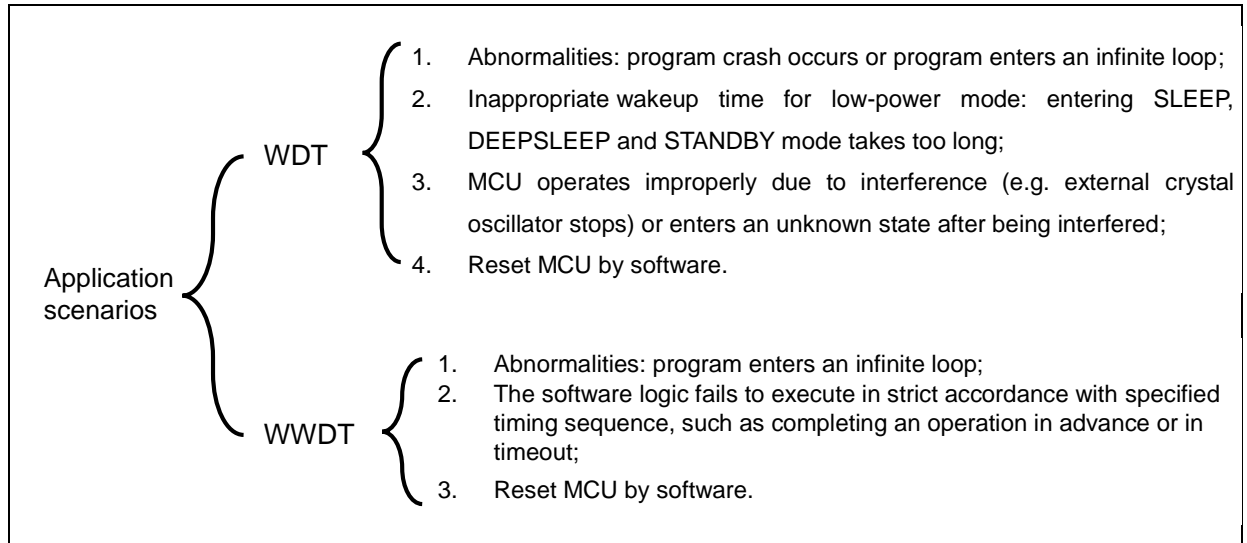 Application
scenarios
WDT
1. Abnormalities: program crash occurs or program enters an infinite loop;
2. Inappropriate wakeup time for low-power mode: entering SLEEP,
DEEPSLEEP and STANDBY mode takes too long;
3. MCU operates improperly due to interference (e.g. external crystal
oscillator stops) or enters an unknown state after being interfered;
4. Reset MCU by software.
WWDT
1. Abnormalities: program enters an infinite loop;
2. The software logic fails to execute in strict accordance with specified
timing sequence, such as completing an operation in advance or in
timeout;
3. Reset MCU by software.